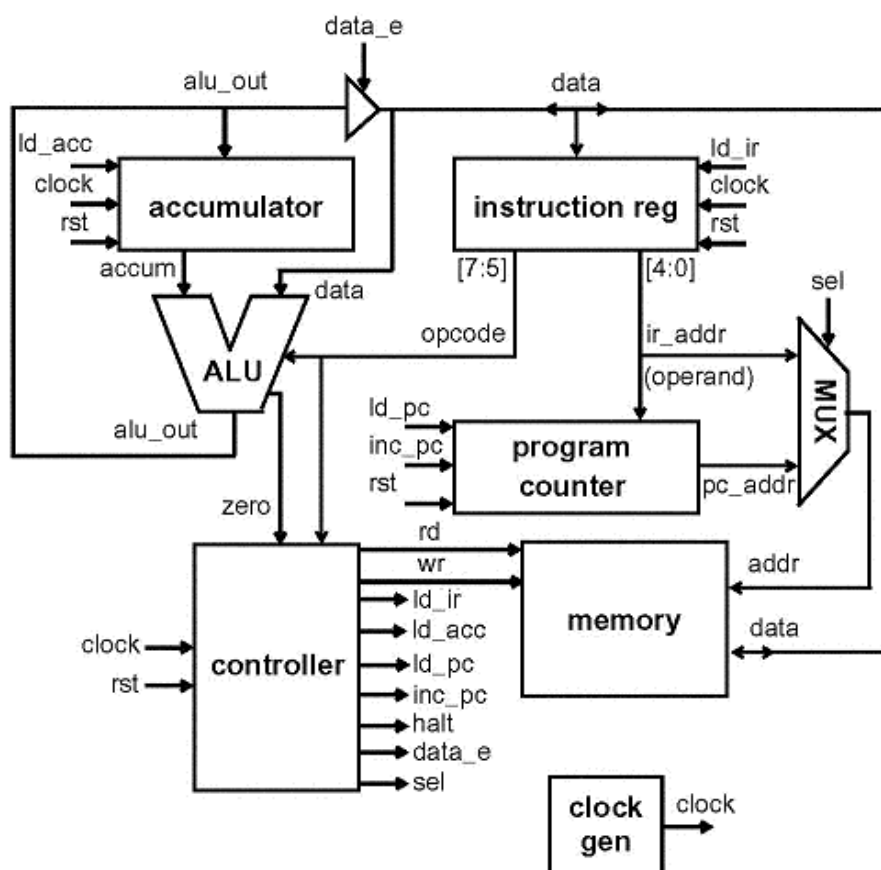 data_e
alu_out
data
ld_acc
clock
rst
accumulator
instruction reg
ld_ir
clock
rst
accum
data
[7:5]
[4:0]
sel
opcode
ir_addr
(operand)
ALU
MUX
alu_out
ld_pc
inc_pc
rst
program
counter
pc_addr
zero
rd
wr
addr
memory
data
clock
rst
controller
ld_ir
ld_acc
ld_pc
inc_pc
halt
data_e
sel
clock
gen
clock